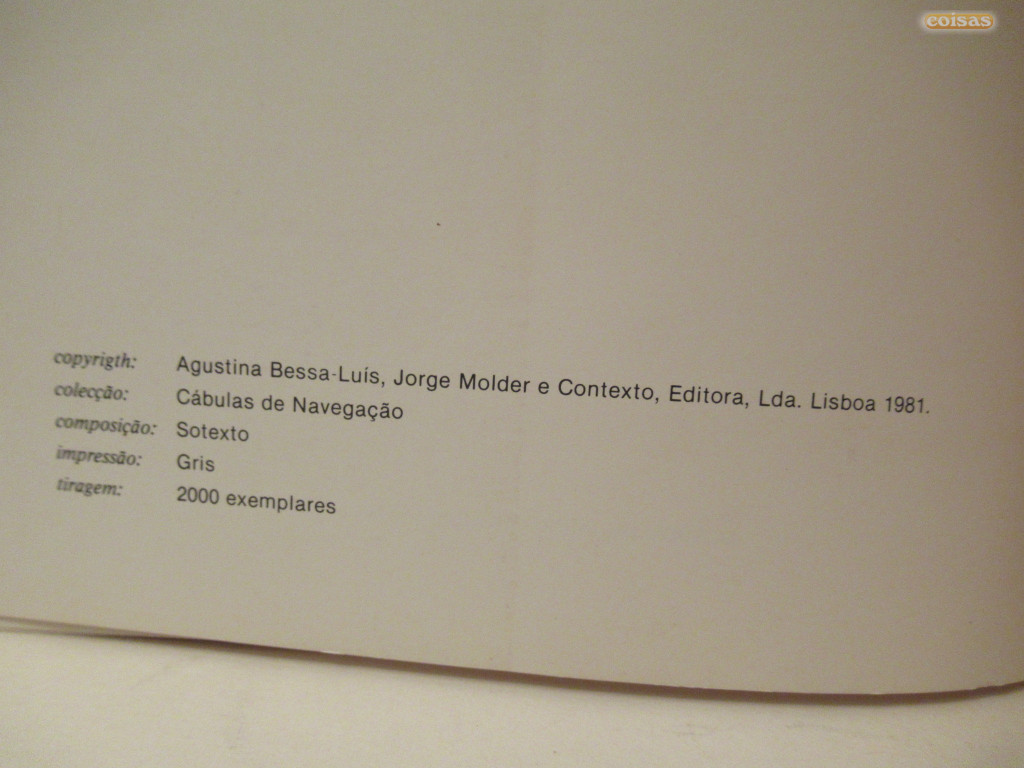 coisas
copyrigth: Agustina Bessa-Luís, Jorge Molder e Contexto, Editora, Lda. Lisboa 1981.
colecção: Cábulas de Navegação
composição: Sotexto
impressão: Gris
tiragem: 2000 exemplares